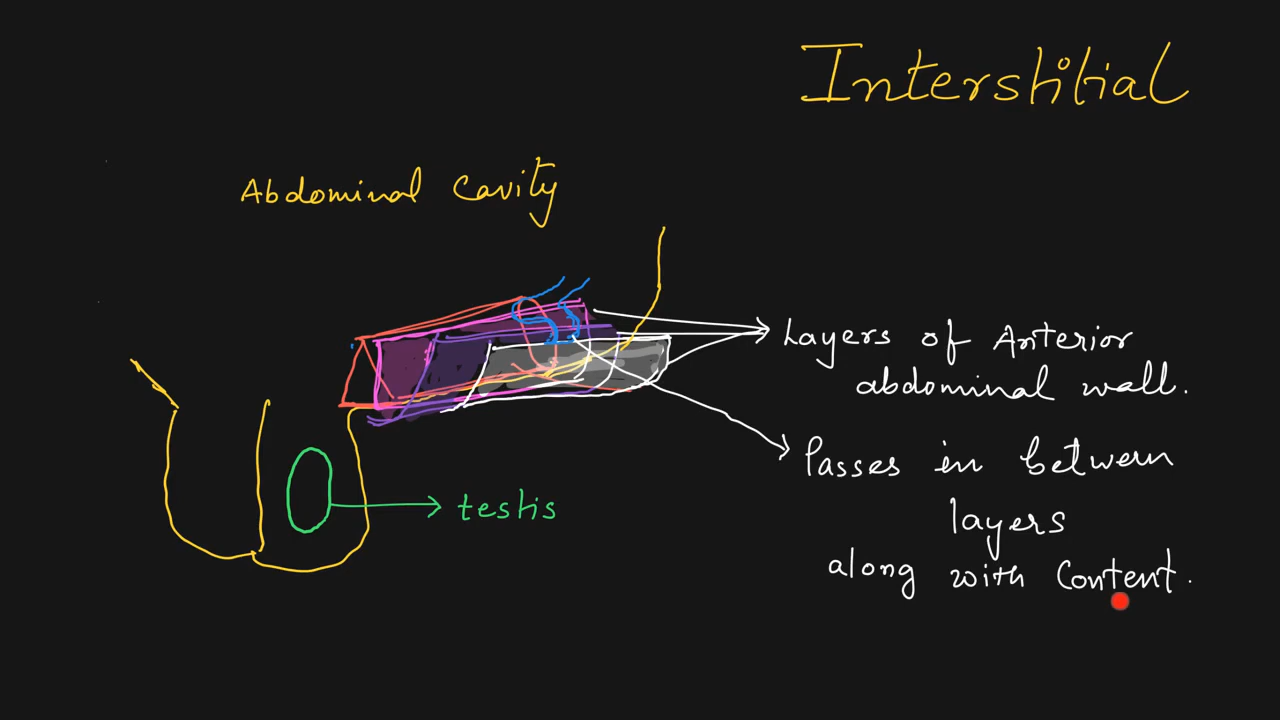 Interstitial
Abdominal Cavity
Layers of Anterior
abdominal wall.
Passes in between
layers
along with Content.
testis